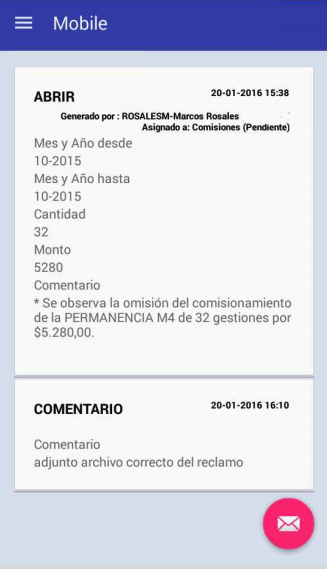 Mobile
ABRIR
20-01-2016 15:38
Generado por : ROSALESM-Marcos Rosales
Asignado a: Comisiones (Pendiente)
Mes y Año desde
10-2015
Mes y Año hasta
10-2015
Cantidad
32
Monto
5280
Comentario
* Se observa la omisión del comisionamiento
de la PERMANENCIA M4 de 32 gestiones por
$5.280,00.
COMENTARIO
20-01-2016 16:10
Comentario
adjunto archivo correcto del reclamo